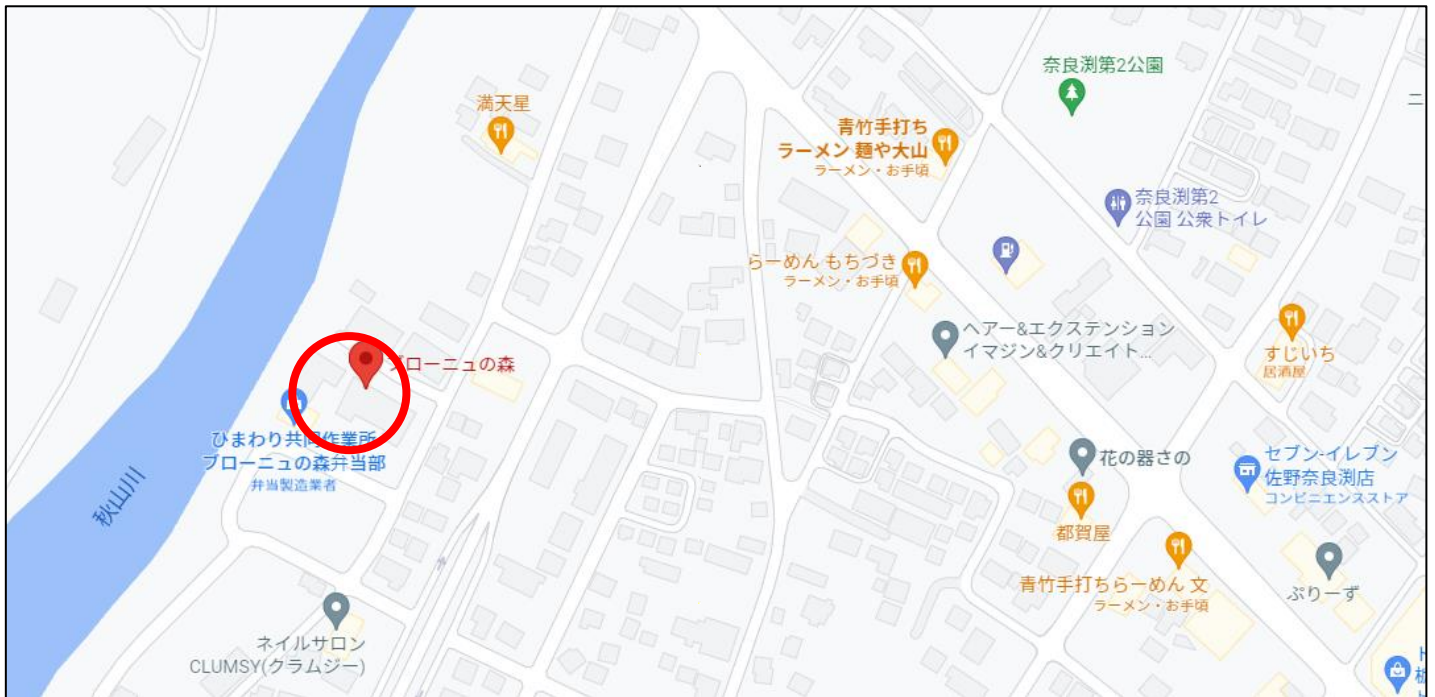 奈良渕第2公園
満天星
青竹手打ち
ラーメン 麺や大山
ラーメン・お手頃
奈良渕第2
公園 公衆トイレ
らーめん もちづき
ラーメン・お手頃
ヘアー&エクステンション
イマジン&クリエイト...
すじいち
居酒屋
ブローニュの森
ひまわり共同作業所
ブローニュの森弁当部
弁当製造業者
花の器さの
セブン-イレブン
佐野奈良渕店
コンビニエンスストア
秋山川
都賀屋
青竹手打ちらーめん 文
ラーメン・お手頃
ぷりーず
ネイルサロン
CLUMSY(クラムジー)